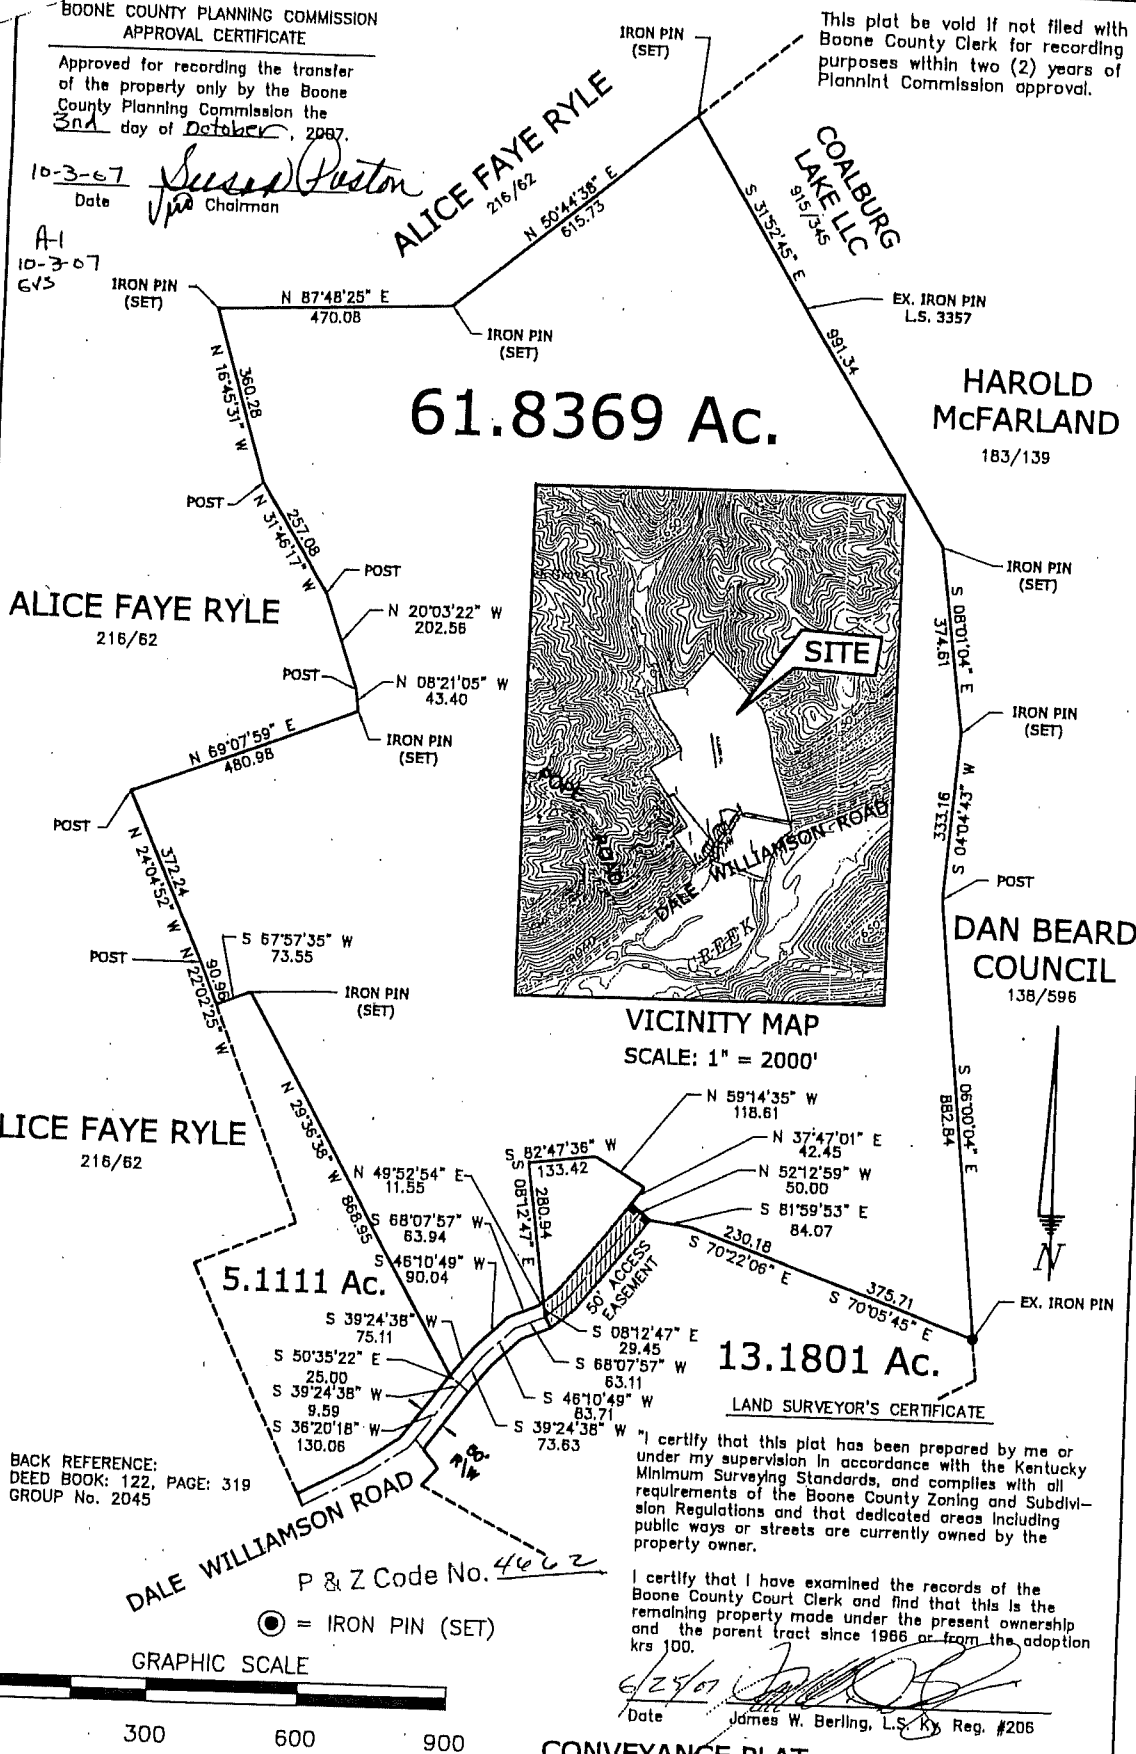 BOONE COUNTY PLANNING COMMISSION
APPROVAL CERTIFICATE
Approved for recording the transfer
of the property only by the Boone
County Planning Commission the
3nd day of October, 2007.
10-3-07
Date
Vice Chairman
A-1
10-3-07
GVS
This plat be void if not filed with
Boone County Clerk for recording
purposes within two (2) years of
Plannint Commission approval.
IRON PIN
(SET)
ALICE FAYE RYLE
216/62
N 50°44'38" E
615.73
COALBURG
LAKE LLC
915/345
S 31°52'45" E
991.34
EX. IRON PIN
L.S. 3357
IRON PIN
(SET)
N 87°48'25" E
470.08
IRON PIN
(SET)
61.8369 Ac.
HAROLD
McFARLAND
183/139
360.28
N 16°45'31" W
POST
257.08
N 31°46'17" W
POST
N 20°03'22" W
202.56
ALICE FAYE RYLE
216/62
POST
N 08°21'05" W
43.40
IRON PIN
(SET)
N 69°07'59" E
480.98
POST
IRON PIN
(SET)
S 08°01'04" E
374.61
IRON PIN
(SET)
S 04°04'43" W
333.16
POST
SITE
POPE ROAD
DALE WILLIAMSON ROAD
ROAD
CREEK
650
VICINITY MAP
SCALE: 1" = 2000'
DAN BEARD
COUNCIL
138/596
372.24
N 24°04'52" W
POST
90.96
N 22°02'25" W
S 67°57'35" W
73.55
IRON PIN
(SET)
LICE FAYE RYLE
216/62
N 29°36'38" W 868.95
S 06°00'04" E
882.84
N
N 59°14'35" W
118.61
S 82°47'36" W
133.42
N 37°47'01" E
42.45
N 52°12'59" W
50.00
S 81°59'53" E
84.07
N 49°52'54" E
11.55
280.94
S 08°12'47" E
S 68°07'57" W
63.94
S 46°10'49" W
90.04
50' ACCESS
EASEMENT
230.18
S 70°22'06" E
375.71
S 70°05'45" E
EX. IRON PIN
5.1111 Ac.
S 39°24'38" W
75.11
S 50°35'22" E
25.00
S 39°24'38" W
9.59
S 36°20'18" W
130.06
S 08°12'47" E
29.45
S 68°07'57" W
63.11
S 46°10'49" W
83.71
S 39°24'38" W
73.63
13.1801 Ac.
50'
R/W
BACK REFERENCE:
DEED BOOK: 122, PAGE: 319
GROUP No. 2045
DALE WILLIAMSON ROAD
P & Z Code No. 4662
= IRON PIN (SET)
GRAPHIC SCALE
300 600 900
LAND SURVEYOR'S CERTIFICATE
"I certify that this plat has been prepared by me or
under my supervision in accordance with the Kentucky
Minimum Surveying Standards, and complies with all
requirements of the Boone County Zoning and Subdivi-
sion Regulations and that dedicated areas including
public ways or streets are currently owned by the
property owner.
I certify that I have examined the records of the
Boone County Court Clerk and find that this is the
remaining property made under the present ownership
and the parent tract since 1966 or from the adoption
krs 100.
6/25/07
Date
James W. Berling, L.S. Ky Reg. #206
CONVEYANCE PLAT